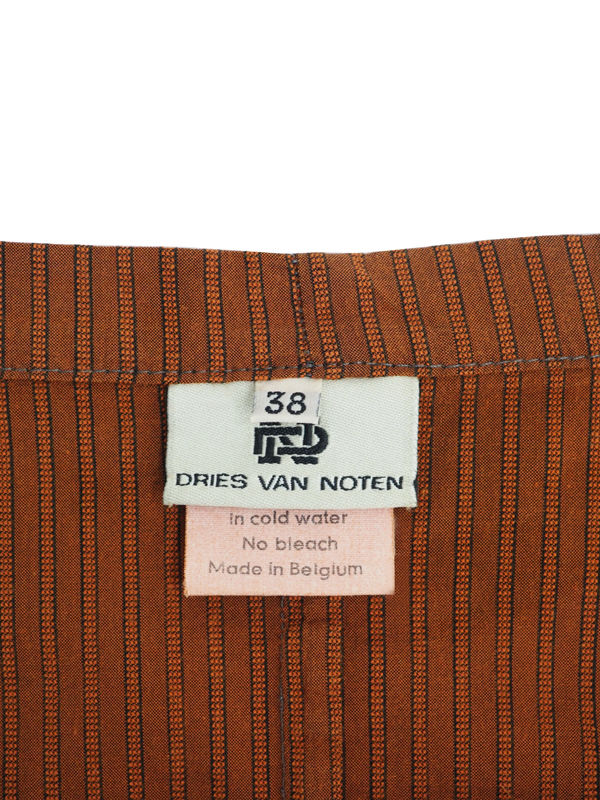 38
DRIES VAN NOTEN
in cold water
No bleach
Made in Belgium